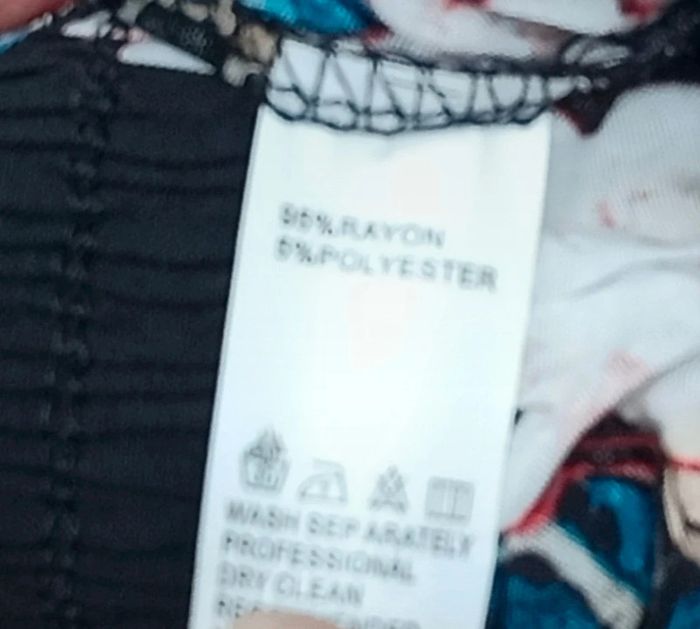 95%RAYON
5%POLYESTER
WASH SEPARATELY
PROFESSIONAL
DRY CLEAN